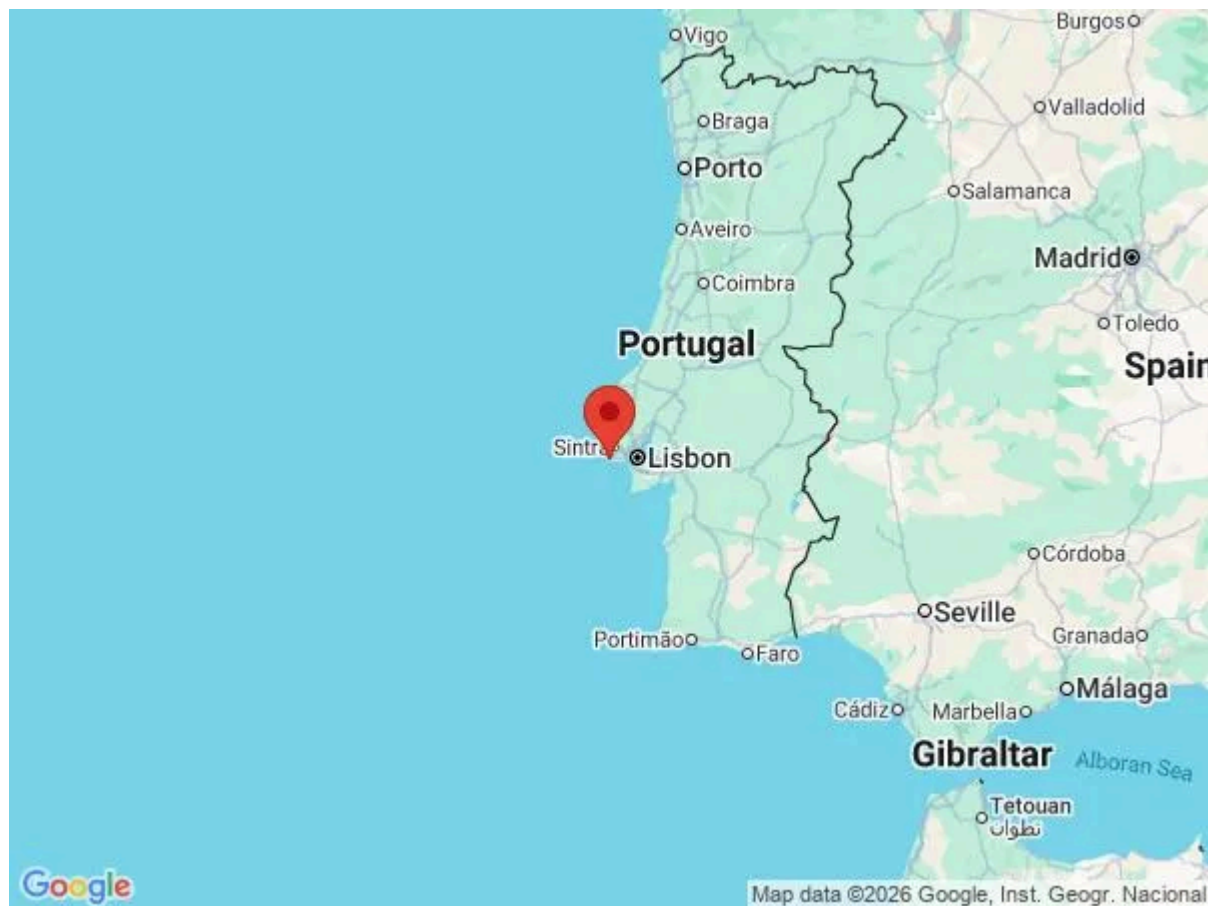 Burgos
Vigo
Valladolid
Braga
Porto
Salamanca
Aveiro
Madrid
Coimbra
Toledo
Portugal
Spain
Sintra
Lisbon
Córdoba
Seville
Granada
Portimão
Faro
Málaga
Cádiz
Marbella
Gibraltar
Alboran Sea
Tetouan
تطوان
Google
Map data ©2026 Google, Inst. Geogr. Nacional